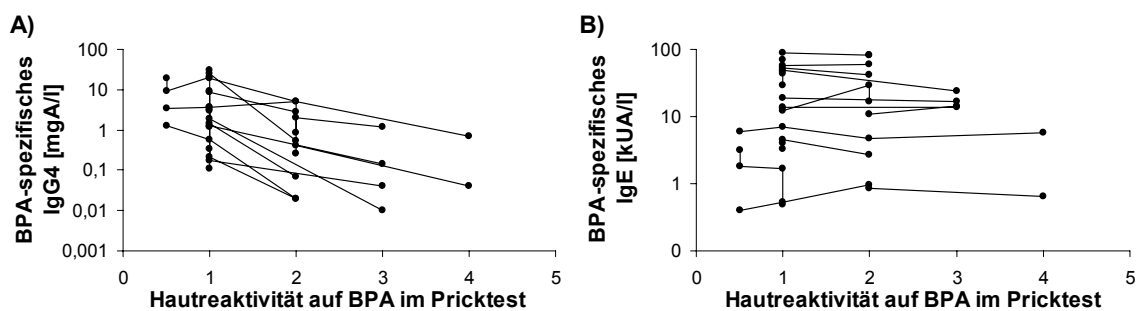 A)
BPA-spezifisches
IgG4 [mgA/l]
100
10
1
0,1
0,01
0,001
0 1 2 3 4 5
Hautreaktivität auf BPA im Pricktest
B)
BPA-spezifisches
IgE [kUA/l]
100
10
1
0
0 1 2 3 4 5
Hautreaktivität auf BPA im Pricktest